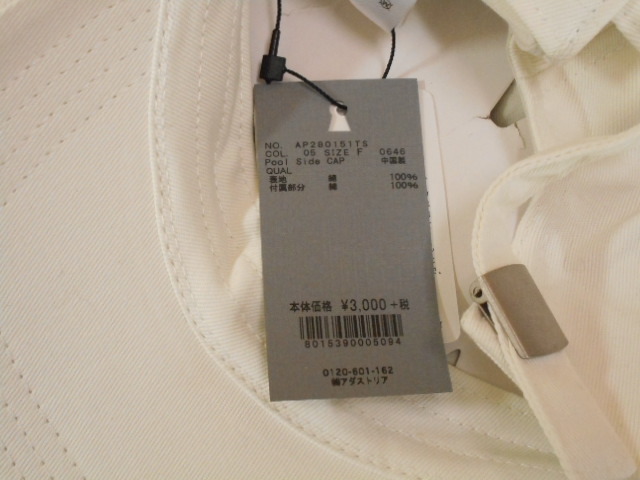 NO. AP280151TS
COL. 05 SIZE F 0646
Pool Side CAP 中国製
QUAL
表地 綿 100%
付属部分 綿 100%
本体価格 ¥3,000+税
8015390005094
0120-601-162
㈱アダストリア